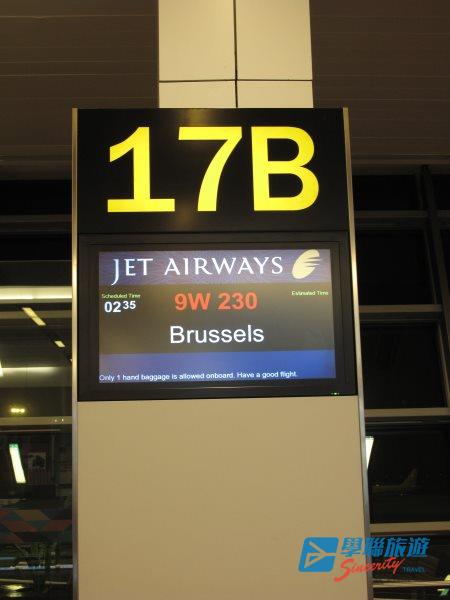 17B
JET AIRWAYS
Scheduled Time
Estimated Time
02 35
9W 230
Brussels
Only 1 hand baggage is allowed onboard. Have a good flight.
學聯旅遊
Sincerity TRAVEL